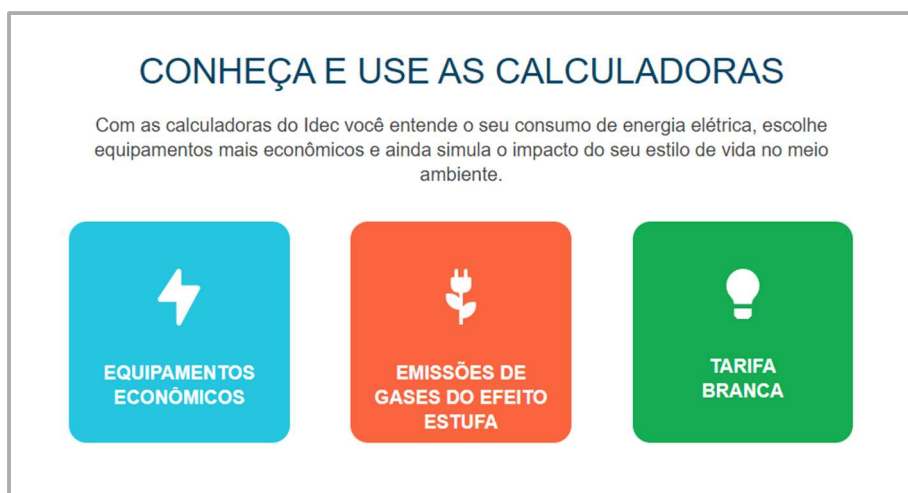 CONHEÇA E USE AS CALCULADORAS
Com as calculadoras do Idec você entende o seu consumo de energia elétrica, escolhe
equipamentos mais econômicos e ainda simula o impacto do seu estilo de vida no meio
ambiente.
EQUIPAMENTOS
ECONÔMICOS
EMISSÕES DE
GASES DO EFEITO
ESTUFA
TARIFA
BRANCA